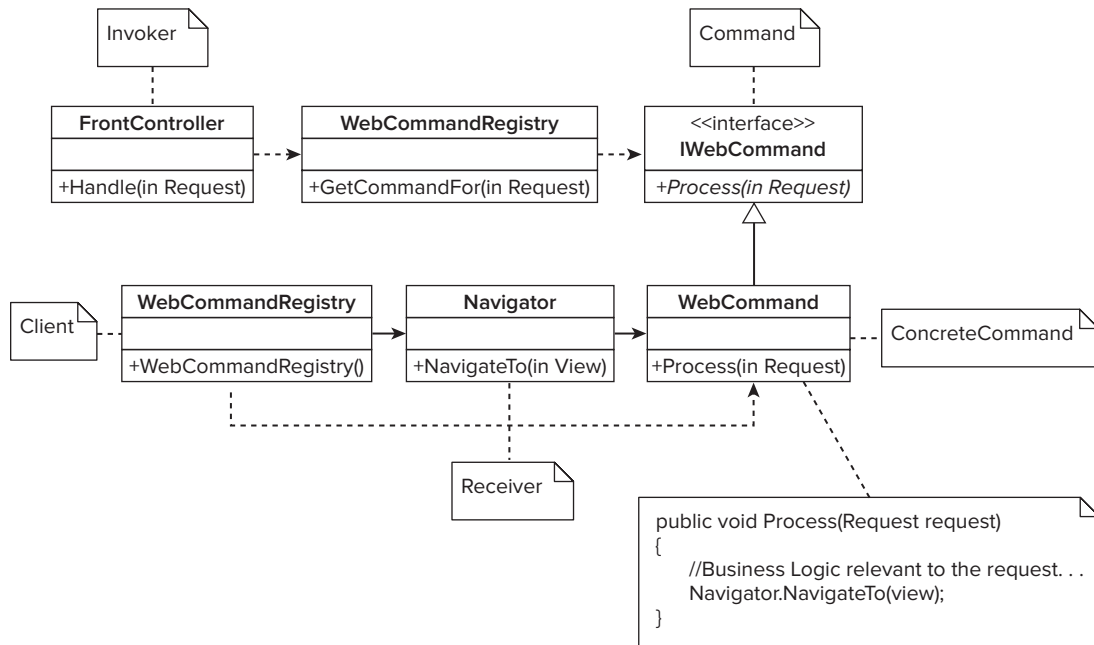 Invoker
Command
FrontController
+Handle(in Request)
WebCommandRegistry
+GetCommandFor(in Request)
<<interface>>
IWebCommand
+Process(in Request)
Client
WebCommandRegistry
+WebCommandRegistry()
Navigator
+NavigateTo(in View)
WebCommand
+Process(in Request)
ConcreteCommand
Receiver
public void Process(Request request)
{
//Business Logic relevant to the request. . .
Navigator.NavigateTo(view);
}